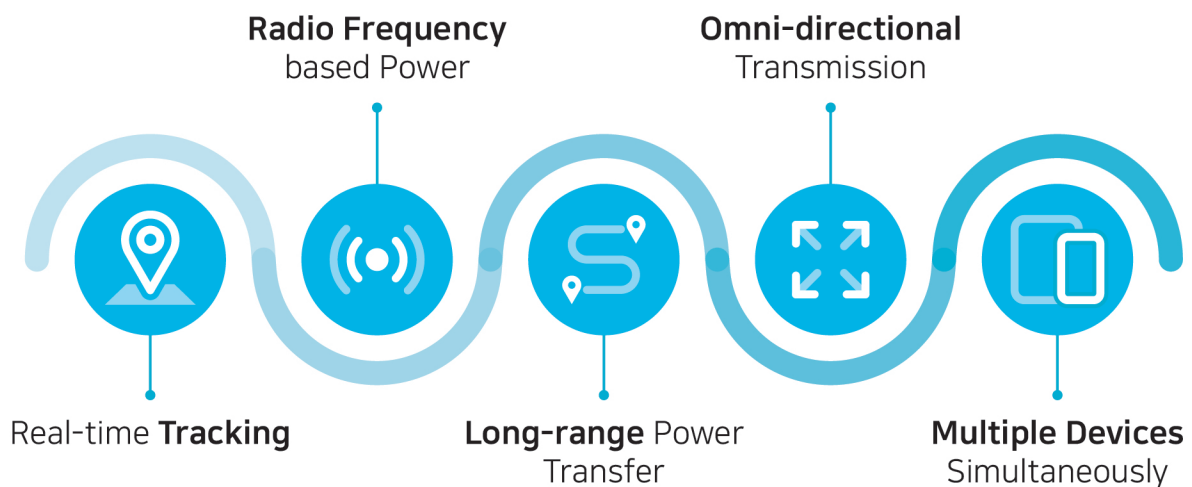 Radio Frequency
based Power
Omni-directional
Transmission
Real-time Tracking
Long-range Power
Transfer
Multiple Devices
Simultaneously